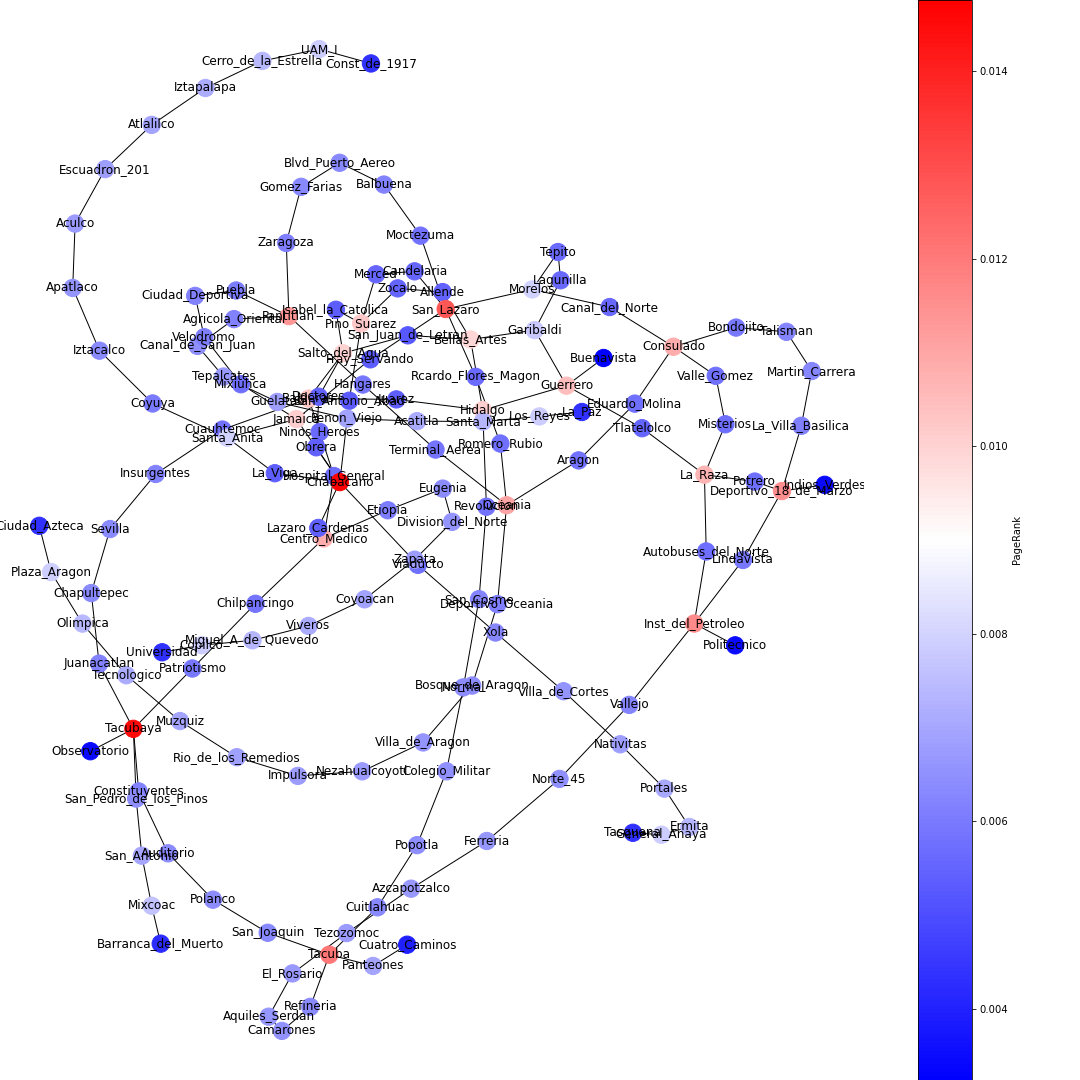 UAM_I
Cerro_de_la_Estrella
Const_de_1917
Iztapalapa
Atlalilco
Blvd_Puerto_Aereo
Escuadron_201
Balbuena
Gomez_Farias
Aculco
Moctezuma
Zaragoza
Tepito
Candelaria
Merced
Lagunilla
Apatlaco
Zocalo
Morelos
Puebla
Ciudad_Deportiva
Allende
Canal_del_Norte
Isabel_la_Catolica
San_Lazaro
Pantitlan
Agricola_Oriental
Pino_Suarez
Bondojito
Garibaldi
Talisman
Velodromo
San_Juan_de_Letran
Bellas_Artes
Canal_de_San_Juan
Consulado
Iztacalco
Salto_del_Agua
Fray_Servando
Buenavista
Martin_Carrera
Tepalcates
Rcardo_Flores_Magon
Valle_Gomez
Mixiuhca
Hangares
Guerrero
Coyuya
Juarez
Eduardo_Molina
Hidalgo
La_Paz
Los_Reyes
Jamaica
Penon_Viejo
Acatitla
Santa_Marta
Misterios
La_Villa_Basilica
Cuauhtemoc
Tlatelolco
Santa_Anita
Ninos_Heroes
Obrera
Romero_Rubio
Terminal_Aerea
Aragon
Insurgentes
La_Viga
Hospital_General
La_Raza
Chabacano
Potrero
Indios_Verdes
Eugenia
Deportivo_18_de_Marzo
Revolucion
Oceania
Etiopia
Division_del_Norte
Ciudad_Azteca
Sevilla
Lazaro_Cardenas
Centro_Medico
Autobuses_del_Norte
Zapata
Lindavista
Viaducto
Plaza_Aragon
Chapultepec
Coyoacan
San_Cosme
Chilpancingo
Deportivo_Oceania
Olimpica
Viveros
Inst_del_Petroleo
Xola
Miguel_A_de_Quevedo
Copilco
Politecnico
Universidad
Juanacatlan
Patriotismo
Tecnologico
Bosque_de_Aragon
Normal
Villa_de_Cortes
Vallejo
Muzquiz
Tacubaya
Villa_de_Aragon
Nativitas
Observatorio
Rio_de_los_Remedios
Nezahualcoyotl
Colegio_Militar
Impulsora
Norte_45
Portales
Constituyentes
San_Pedro_de_los_Pinos
Ermita
Tasquena
General_Anaya
Ferreria
Popotla
San_Antonio
Auditorio
Azcapotzalco
Polanco
Mixcoac
Cuitlahuac
San_Joaquin
Tezozomoc
Barranca_del_Muerto
Cuatro_Caminos
Tacuba
Panteones
El_Rosario
Refineria
Aquiles_Serdan
Camarones
0.014
0.012
0.010
0.008
0.006
0.004
PageRank